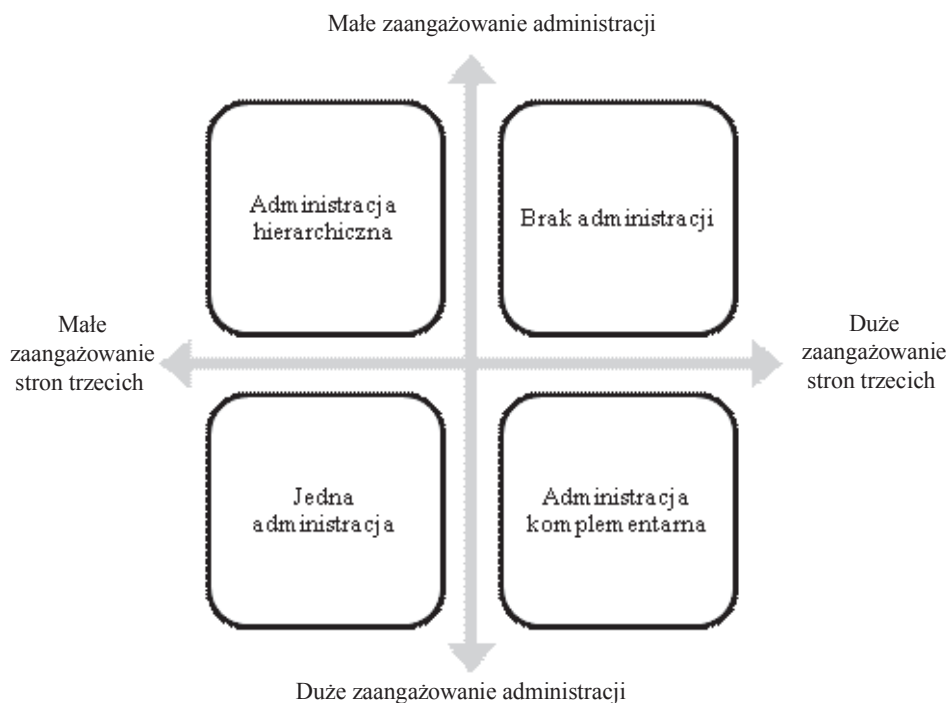 Małe zaangażowanie administracji
Administracja
hierarchiczna
Brak administracji
Małe
zaangażowanie
stron trzecich
Duże
zaangażowanie
stron trzecich
Jedna
administracja
Administracja
komplementarna
Duże zaangażowanie administracji